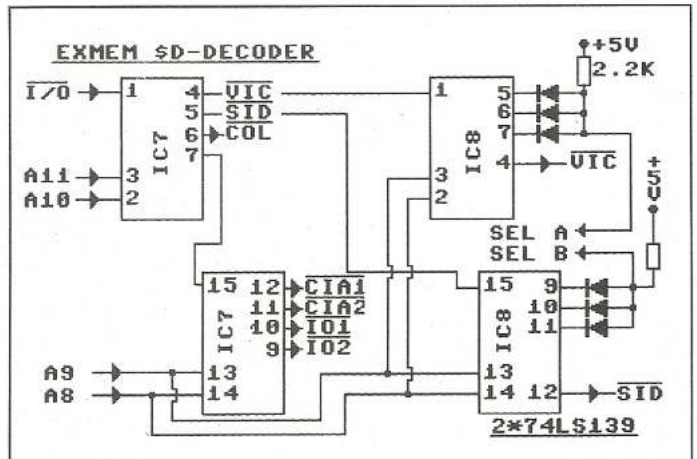 EXMEM $D-DECODER
+5V
2.2K
I/O 1 4 VIC 1 5
5 SID 6
6 COL 7
7 IC7 IC8 4 VIC
A11 3 3
A10 2 2
+5V
SEL A
SEL B
15 12 CIA1 15 9
11 CIA2 10
10 IO1 11
9 IO2
IC7 IC8
A9 13 13
A8 14 14 12 SID
2*74LS139